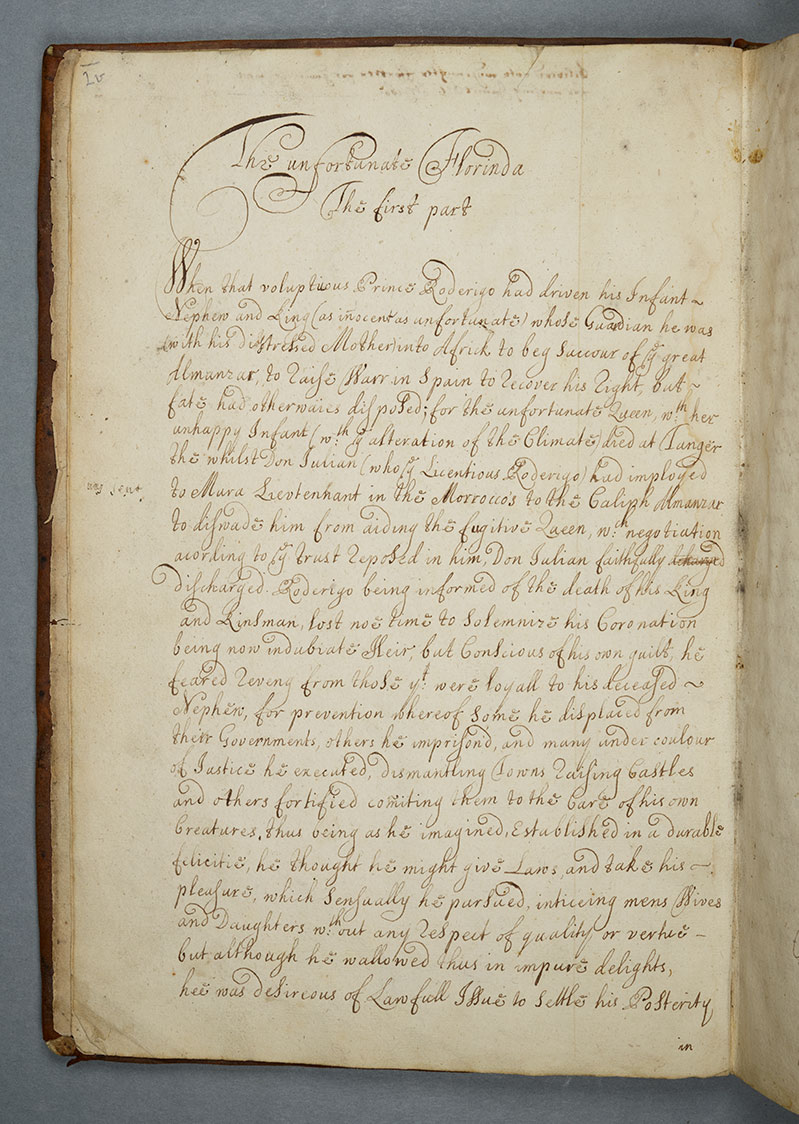 2v
The unfortunate Florinda
The first part
When that voluptious Prince Roderigo had driven his Infant ~
Nephew and King (as inocent as unfortunate) whose Guardian he was
(with his distressed Mother) into Africk to beg succour of ye great
Almanzar, to raise Warr in Spain to recover his right, but ~
fate had otherwaies disposed; for the unfortunate Queen, wth her
unhappy Infant (wth ye alteration of the Climate) died at Tanger
the whilst Don Iulian (who ye Licentious Roderigo) had imployed
was sent
to Mura Lievtenhant in the Morrocco's to the Caliph Almanzar
to diswade him from aiding the fugitive Queen, wch negotiation
acording to ye trust reposed in him, Don Iulian faithfully
discharged. Roderigo being informed of the death of his King
and Kinsman, lost noe time to solemnize his Coronation
being now indubiate Heir, but Conscious of his own guilt, he
feared reveng from those yt were loyall to his deceased ~
Nephew, for prevention whereof some he displaced from
their Governments, others he imprisond, and many under coulour
of Iustice he executed, dismantling Towns raising Castles
and others fortified comiting them to the Care of his own
Creatures, thus being as he imagined, Established in a durable
felicitie, he thought he might give Laws, and take his ~
pleasure, which sensually he pursued, inticeing mens Wives
and Daughters wthout any respect of quality or vertue –
but although he wallowed thus in impure delights,
hee was desireous of Lawfull Issue to settle his Posterity
in